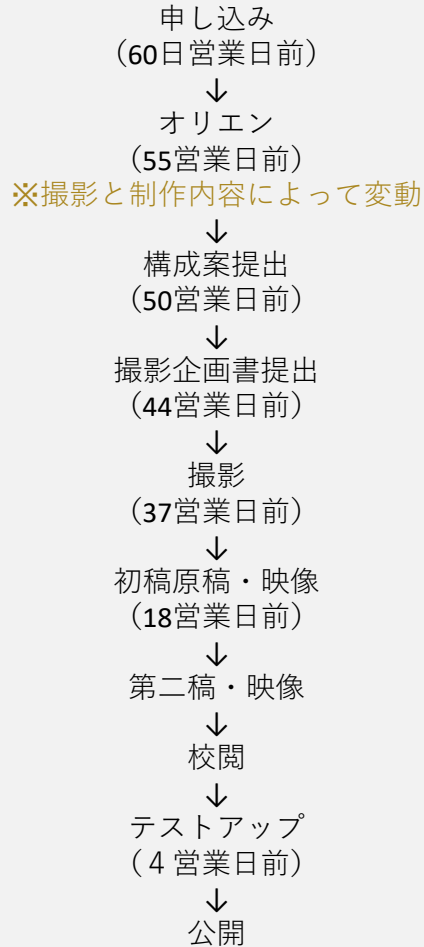 申し込み
（60日営業日前）
↓
オリエン
（55営業日前）
※撮影と制作内容によって変動
↓
構成案提出
（50営業日前）
↓
撮影企画書提出
（44営業日前）
↓
撮影
（37営業日前）
↓
初稿原稿・映像
（18営業日前）
↓
第二稿・映像
↓
校閲
↓
テストアップ
（４営業日前）
↓
公開